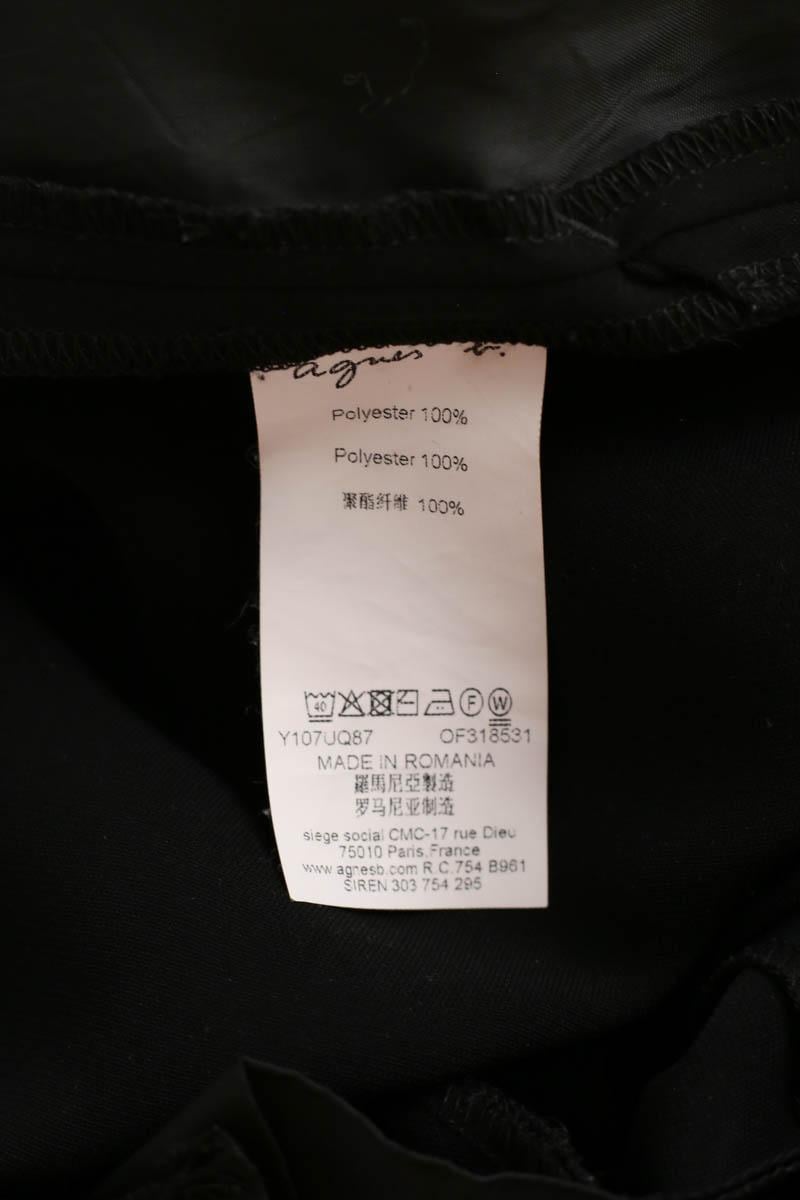 agnès b.
Polyester 100%
Polyester 100%
聚酯纤维 100%
40 F W
Y107UQ87 OF318531
MADE IN ROMANIA
羅馬尼亞製造
罗马尼亚制造
siege social CMC-17 rue Dieu
75010 Paris,France
www.agnesb.com R.C.754 B961
SIREN 303 754 295